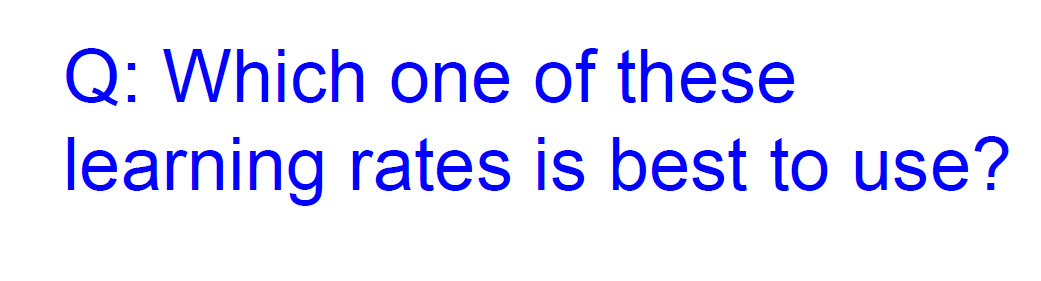 Q: Which one of these
learning rates is best to use?